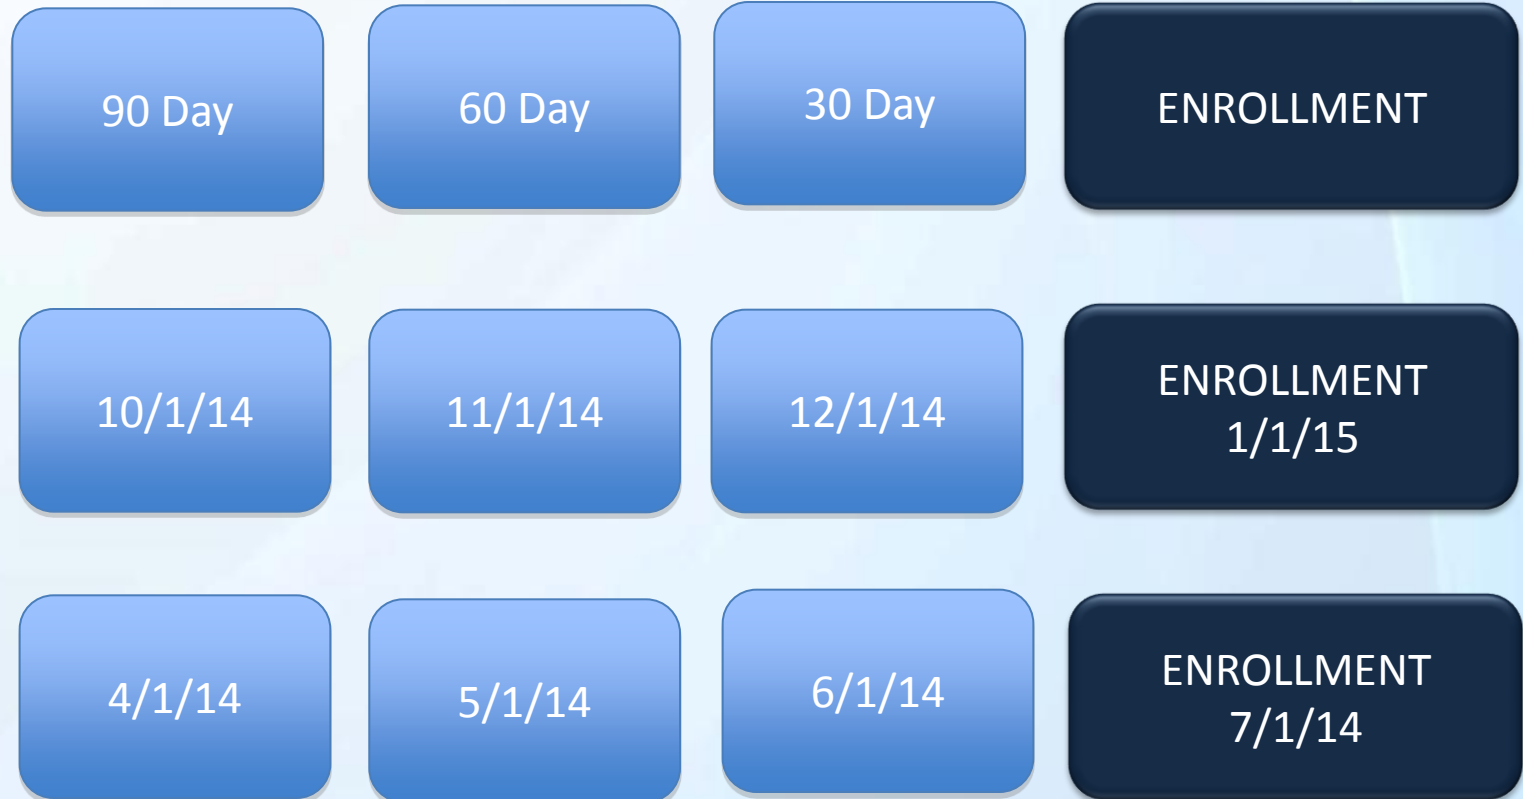 90 Day
60 Day
30 Day
ENROLLMENT
10/1/14
11/1/14
12/1/14
ENROLLMENT
1/1/15
4/1/14
5/1/14
6/1/14
ENROLLMENT
7/1/14